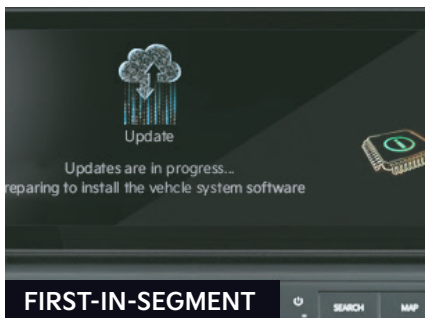 Update
Updates are in progress...
reparing to install the vehcle system software
FIRST-IN-SEGMENT
SEARCH
MAP